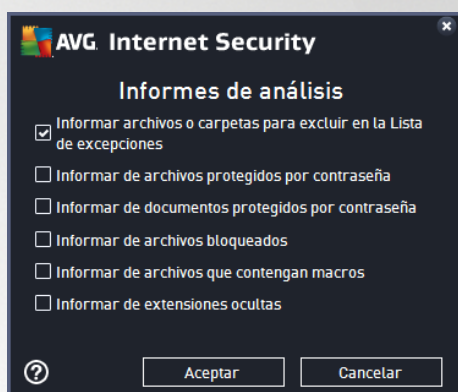 AVG. Internet Security
Informes de análisis
Informar archivos o carpetas para excluir en la Lista
de excepciones
Informar de archivos protegidos por contraseña
Informar de documentos protegidos por contraseña
Informar de archivos bloqueados
Informar de archivos que contengan macros
Informar de extensiones ocultas
?
Aceptar
Cancelar